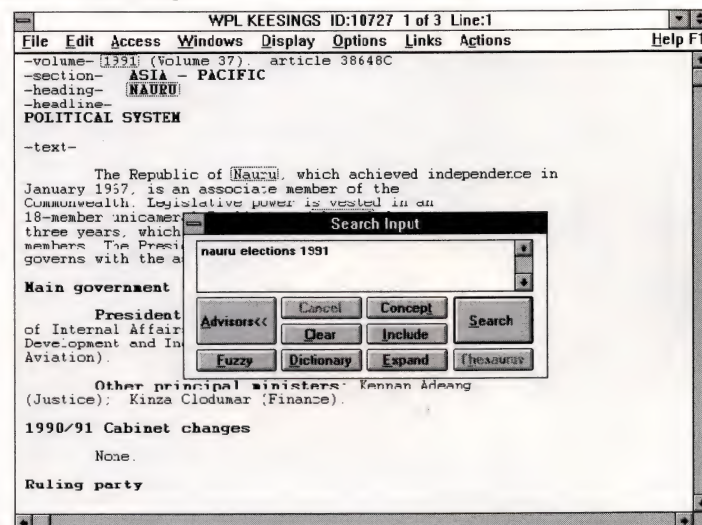 WPL KEESINGS ID:10727 1 of 3 Line:1
File Edit Access Windows Display Options Links Actions Help F1
-volume- 1991 (Volume 37). article 38648C
-section- ASIA - PACIFIC
-heading- NAURU
-headline-
POLITICAL SYSTEM
-text-
The Republic of Nauru, which achieved independence in
January 1967, is an associate member of the
Commonwealth. Legislative power is vested in an
18-member unicamer
three years, which
members. The Presi
governs with the a
Main government
President
of Internal Affair
Development and In
Aviation).
Other principal ministers: Kennan Adeang
(Justice); Kinza Clodumar (Finance).
1990/91 Cabinet changes
None.
Ruling party
Search Input
nauru elections 1991
Advisors<< Cancel Concept Search
Clear Include
Fuzzy Dictionary Expand Thesaurus